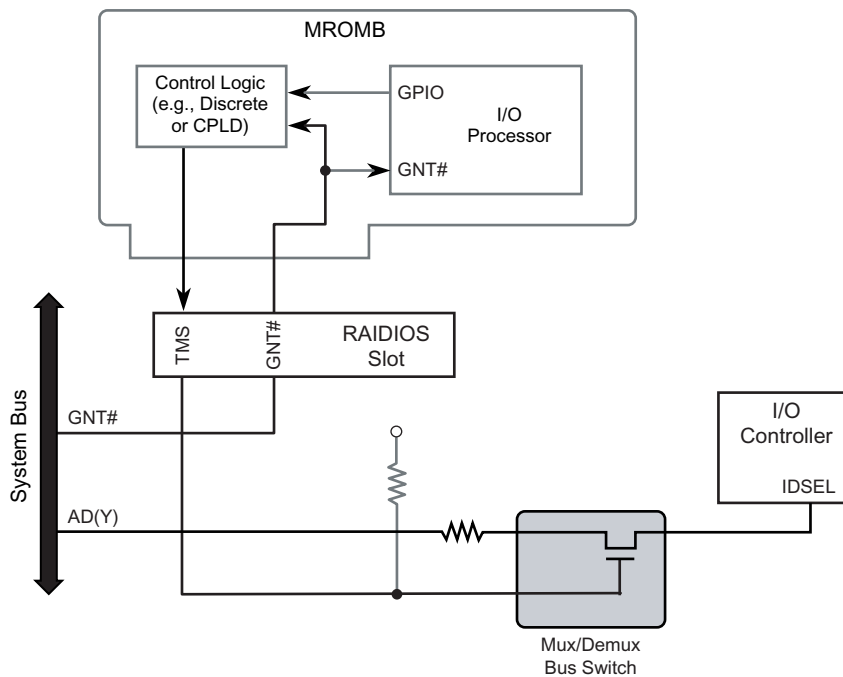 MROMB
Control Logic
(e.g., Discrete
or CPLD)
GPIO
I/O
Processor
GNT#
TMS
GNT#
RAIDIOS
Slot
System Bus
GNT#
AD(Y)
I/O
Controller
IDSEL
Mux/Demux
Bus Switch